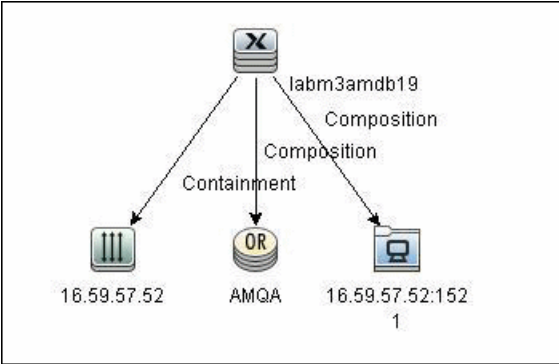 X
labm3amdb19
Composition
Composition
Containment
OR
16.59.57.52
AMQA
16.59.57.52:152
1